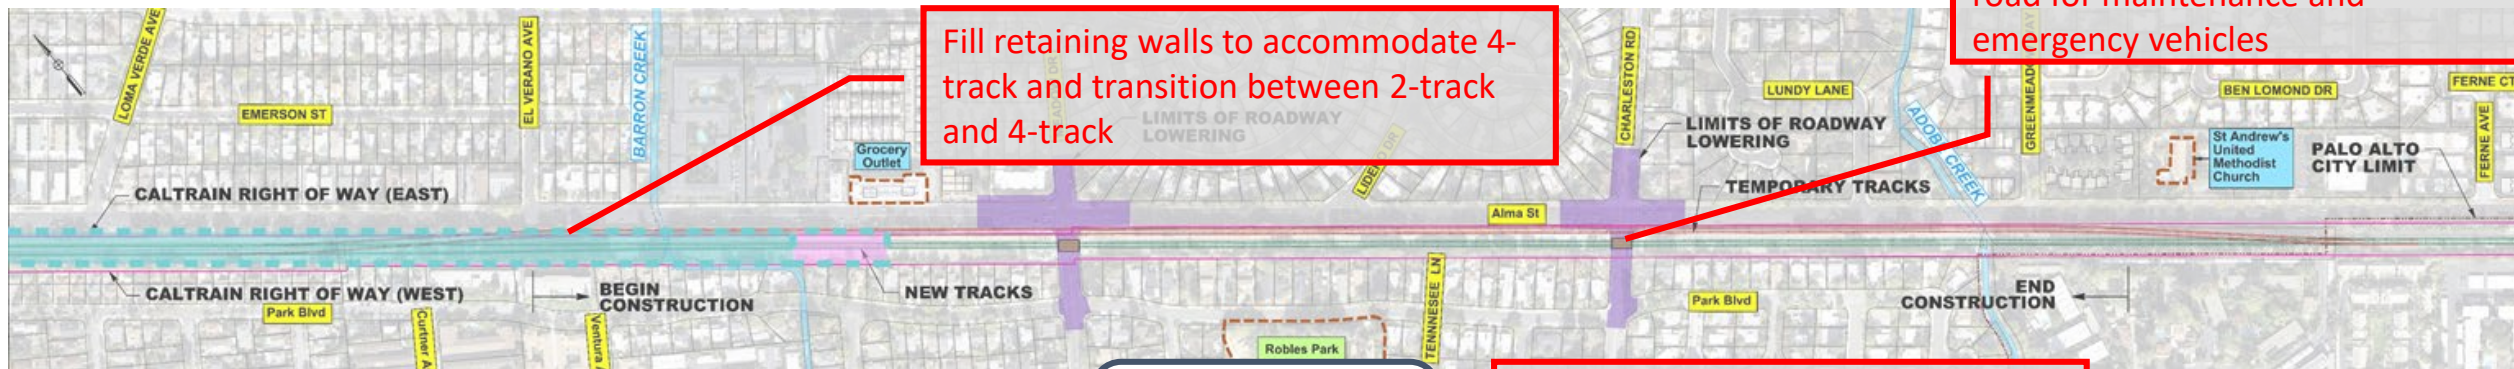 road for maintenance and
emergency vehicles
Fill retaining walls to accommodate 4-
track and transition between 2-track
and 4-track
LOMA VERDE AVE
EMERSON ST
EL VERANO AVE
BARRON CREEK
Grocery
Outlet
LIMITS OF ROADWAY
LOWERING
CHARLESTON RD
LIMITS OF ROADWAY
LOWERING
LUNDY LANE
ADOBE CREEK
BEN LOMOND DR
FERNE CT
FERNE AVE
St Andrew's
United
Methodist
Church
PALO ALTO
CITY LIMIT
CALTRAIN RIGHT OF WAY (EAST)
TEMPORARY TRACKS
Alma St
CALTRAIN RIGHT OF WAY (WEST)
Park Blvd
BEGIN
CONSTRUCTION
NEW TRACKS
TENNNESEE LN
Park Blvd
END
CONSTRUCTION
Robles Park